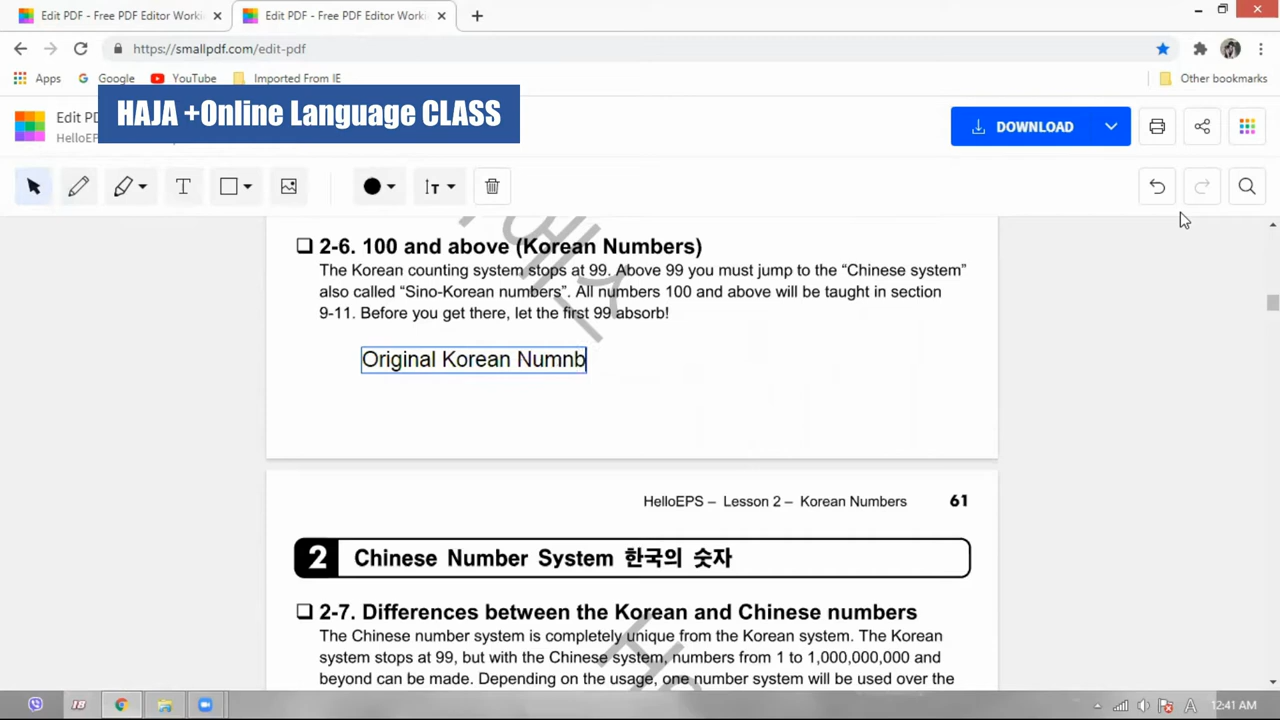 Edit PDF - Free PDF Editor Worki
Edit PDF - Free PDF Editor Worki
https://smallpdf.com/edit-pdf
Apps Google YouTube Imported From IE Other bookmarks
HAJA +Online Language CLASS
Edit PD
HelloEPS
DOWNLOAD
T
T
2-6. 100 and above (Korean Numbers)
The Korean counting system stops at 99. Above 99 you must jump to the “Chinese system”
also called “Sino-Korean numbers”. All numbers 100 and above will be taught in section
9-11. Before you get there, let the first 99 absorb!
Original Korean Numnb
HelloEPS – Lesson 2 – Korean Numbers 61
2 Chinese Number System 한국의 숫자
2-7. Differences between the Korean and Chinese numbers
The Chinese number system is completely unique from the Korean system. The Korean
system stops at 99, but with the Chinese system, numbers from 1 to 1,000,000,000 and
beyond can be made. Depending on the usage, one number system will be used over the
18 A 12:41 AM